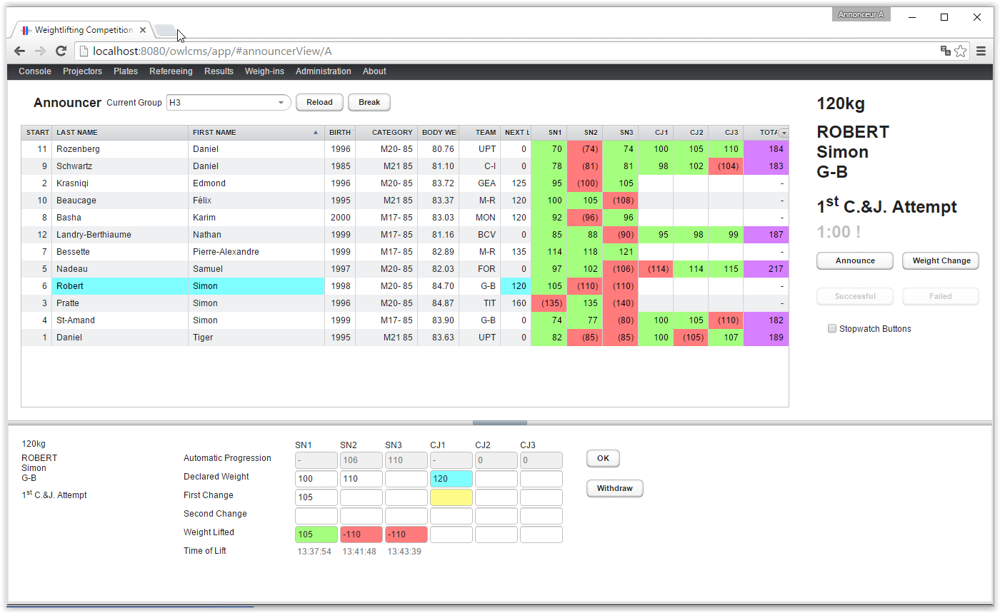 Annonceur A
Weightlifting Competition
localhost:8080/owlcms/app/#announcerView/A
Console Projectors Plates Refereeing Results Weigh-ins Administration About
Announcer Current Group H3 Reload Break
START LAST NAME FIRST NAME BIRTH CATEGORY BODY WEI TEAM NEXT L SN1 SN2 SN3 CJ1 CJ2 CJ3 TOTA
11 Rozenberg Daniel 1996 M20- 85 80.76 UPT 0 70 (74) 74 100 105 110 184
9 Schwartz Daniel 1985 M21 85 81.10 C-I 0 78 (81) 81 98 102 (104) 183
2 Krasniqi Edmond 1996 M20- 85 83.72 GEA 125 95 (100) 105 -
10 Beaucage Félix 1995 M21 85 83.37 M-R 120 100 105 (108) -
8 Basha Karim 2000 M17- 85 83.03 MON 120 92 (96) 96 -
12 Landry-Berthiaume Nathan 1999 M17- 85 81.16 BCV 0 85 88 (90) 95 98 99 187
7 Bessette Pierre-Alexandre 1999 M17- 85 82.89 M-R 135 114 118 121 -
5 Nadeau Samuel 1997 M20- 85 82.03 FOR 0 97 102 (106) (114) 114 115 217
6 Robert Simon 1998 M20- 85 84.70 G-B 120 105 (110) (110) -
3 Pratte Simon 1996 M20- 85 84.87 TIT 160 (135) 135 (140) -
4 St-Amand Simon 1999 M17- 85 83.90 G-B 0 74 77 (80) 100 105 (110) 182
1 Daniel Tiger 1995 M21 85 83.63 UPT 0 82 (85) (85) 100 (105) 107 189
120kg
ROBERT
Simon
G-B
1st C.&J. Attempt
1:00 !
Announce Weight Change
Successful Failed
Stopwatch Buttons
120kg
ROBERT
Simon
G-B
1st C.&J. Attempt
SN1 SN2 SN3 CJ1 CJ2 CJ3
Automatic Progression - 106 110 - 0 0
Declared Weight 100 110 120
First Change 105
Second Change
Weight Lifted 105 -110 -110
Time of Lift 13:37:54 13:41:48 13:43:39
OK
Withdraw